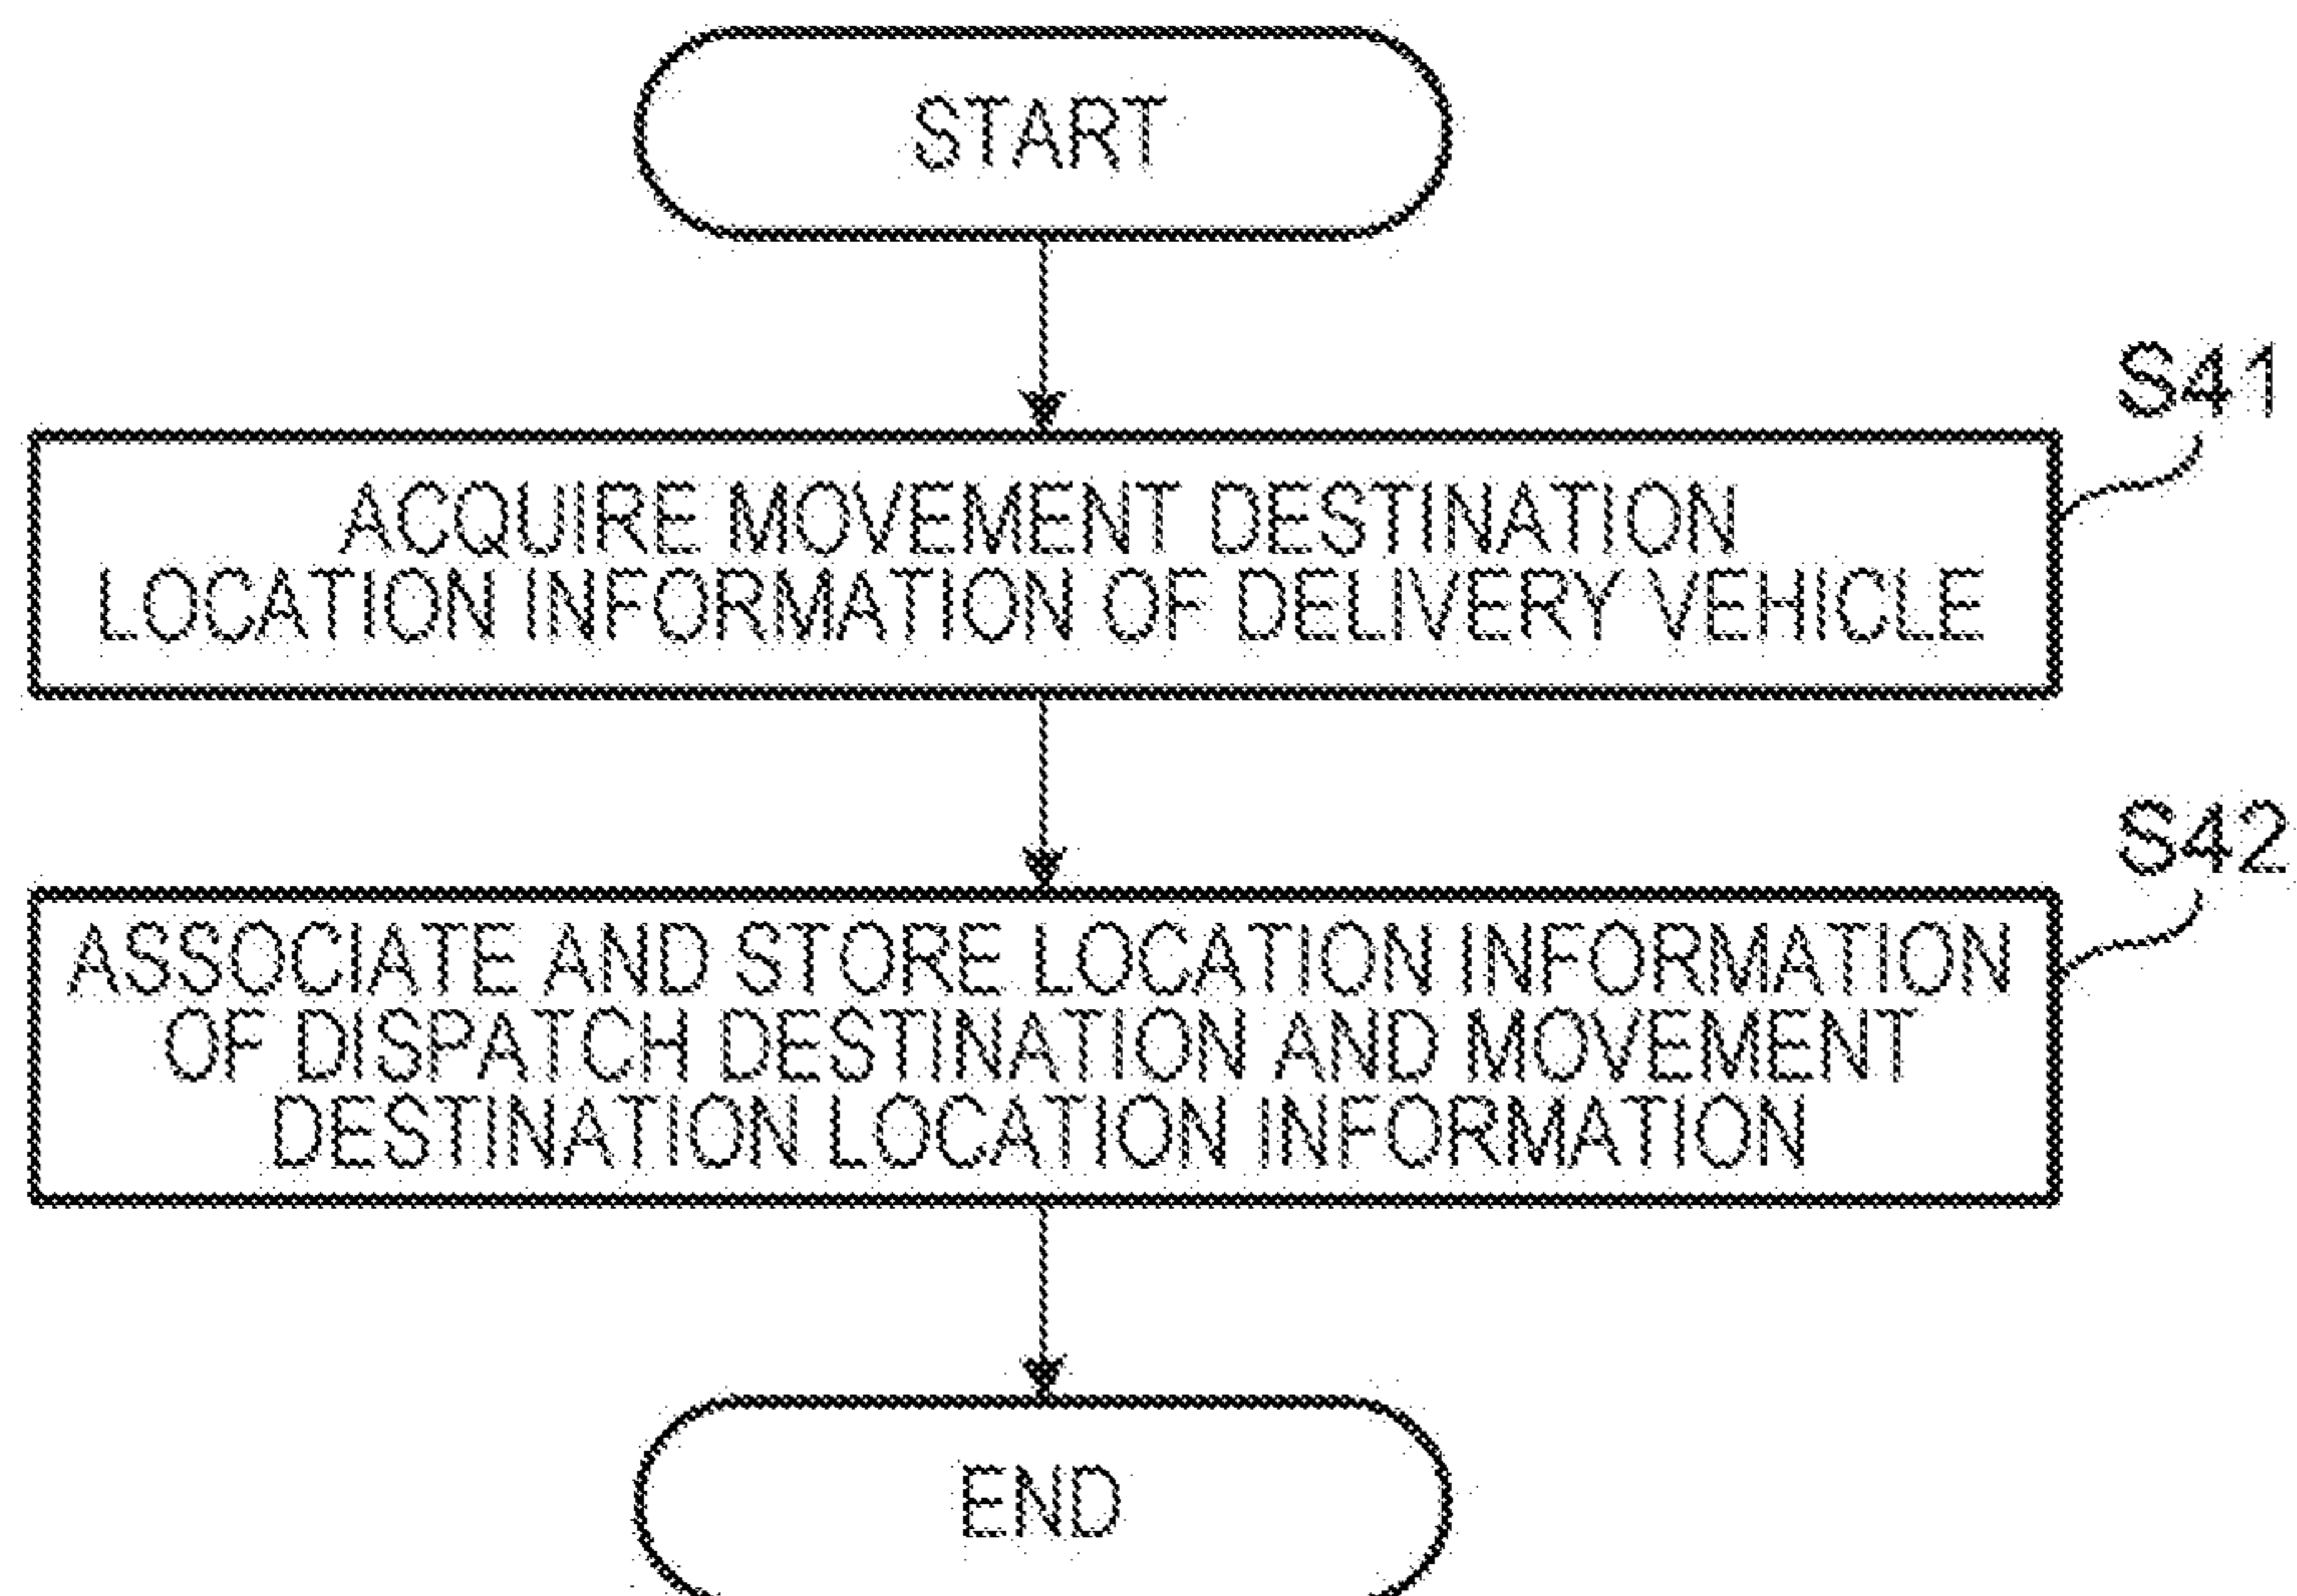 START
S41
ACQUIRE MOVEMENT DESTINATION
LOCATION INFORMATION OF DELIVERY VEHICLE
S42
ASSOCIATE AND STORE LOCATION INFORMATION
OF DISPATCH DESTINATION AND MOVEMENT
DESTINATION LOCATION INFORMATION
END